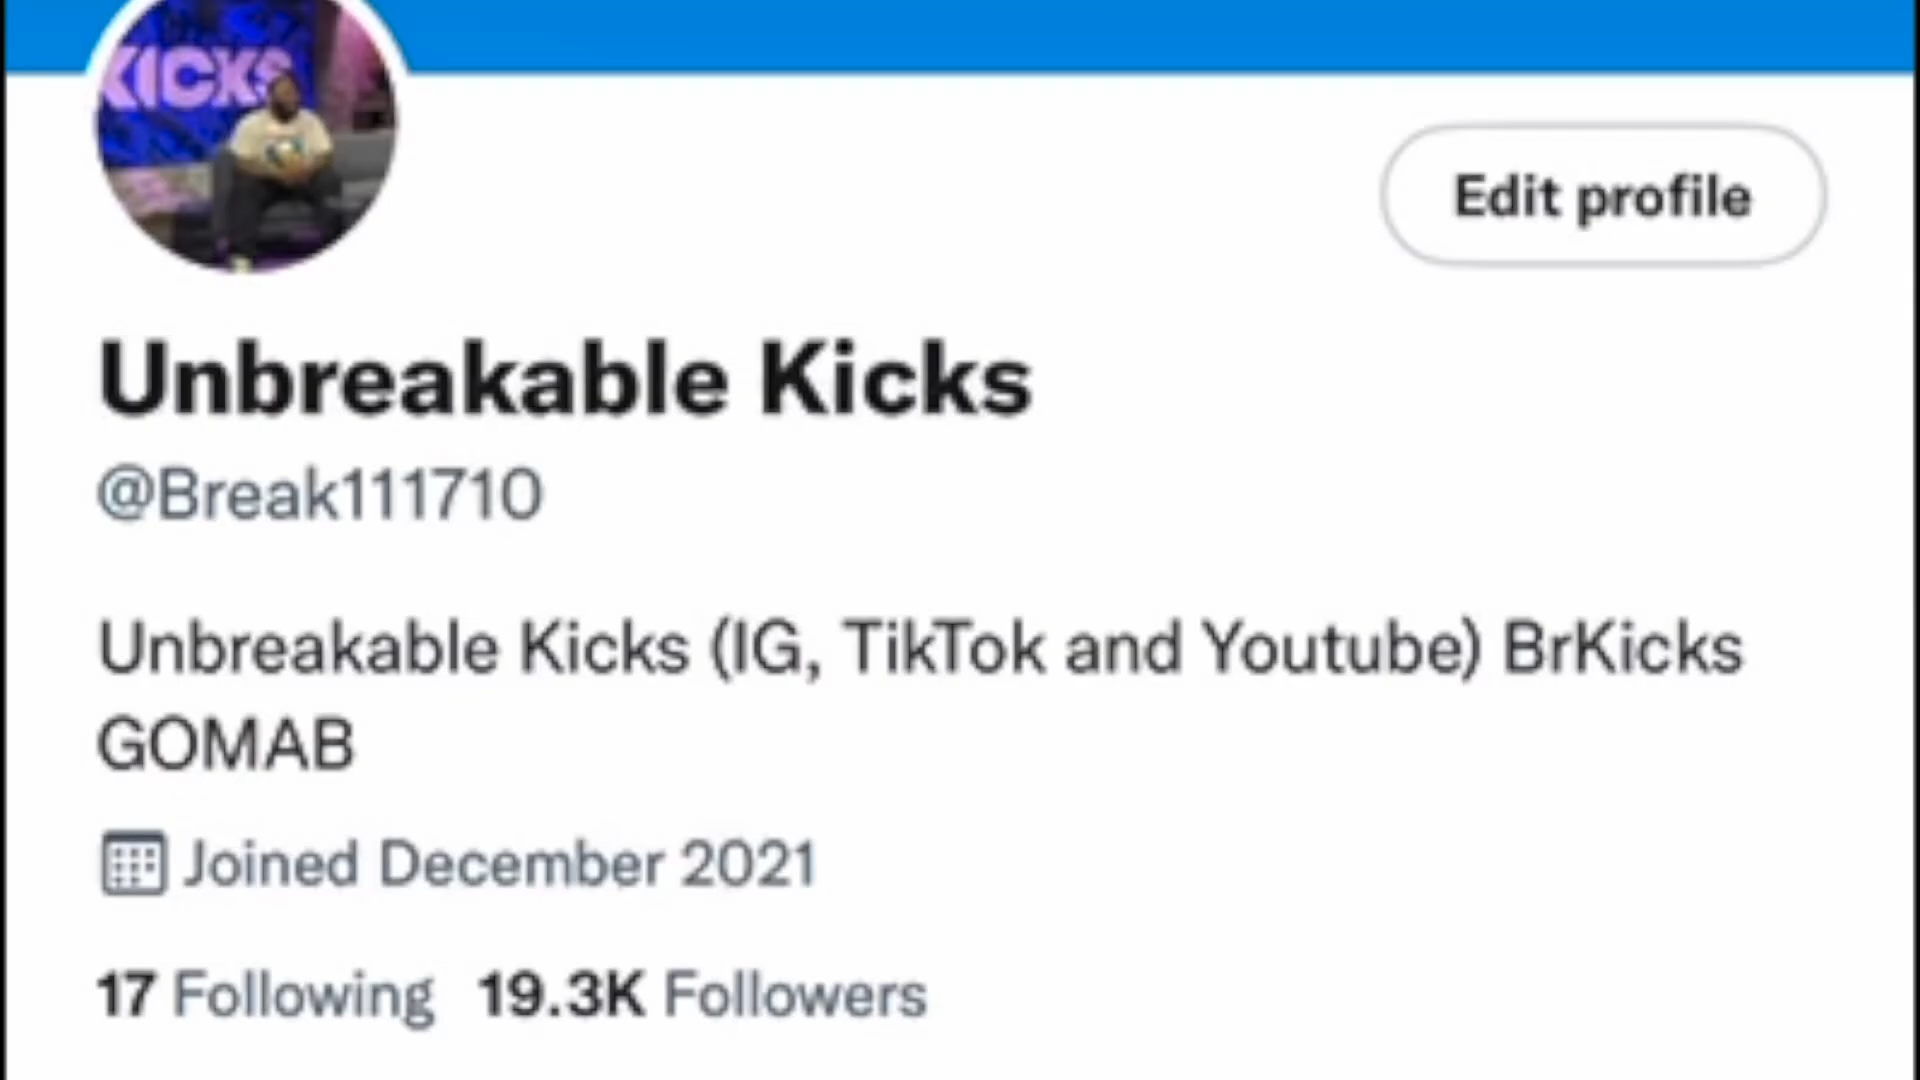 KICKS
Edit profile
Unbreakable Kicks
@Break111710
Unbreakable Kicks (IG, TikTok and Youtube) BrKicks
GOMAB
Joined December 2021
17 Following 19.3K Followers